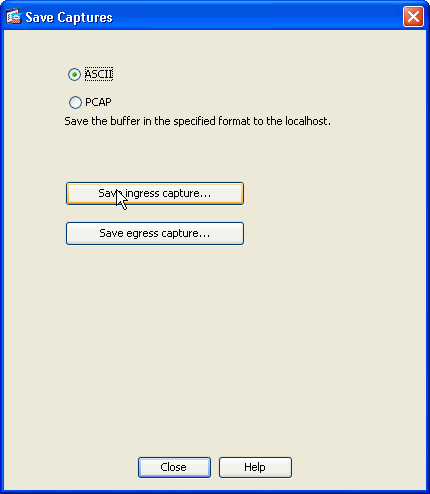 Save Captures
ASCII
PCAP
Save the buffer in the specified format to the localhost.
Save ingress capture...
Save egress capture...
Close
Help